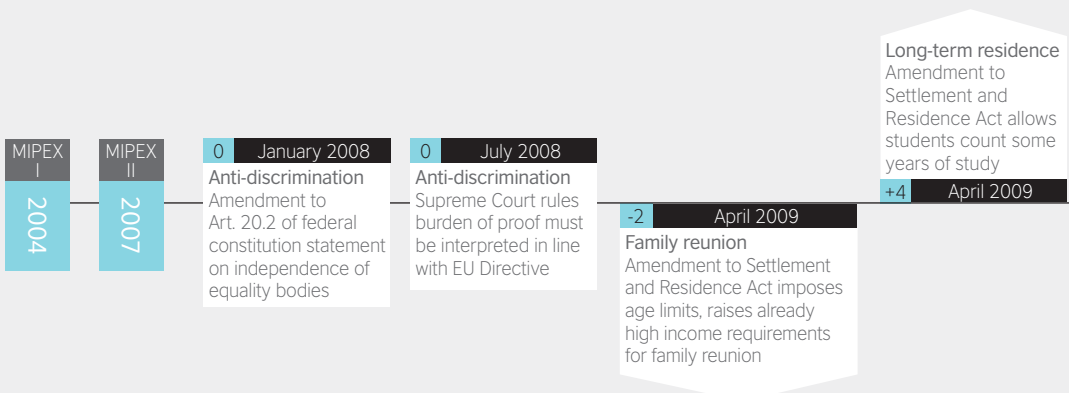 MIPEX
I
2004
MIPEX
II
2007
0 January 2008
Anti-discrimination
Amendment to
Art. 20.2 of federal
constitution statement
on independence of
equality bodies
0 July 2008
Anti-discrimination
Supreme Court rules
burden of proof must
be interpreted in line
with EU Directive
-2 April 2009
Family reunion
Amendment to Settlement
and Residence Act imposes
age limits, raises already
high income requirements
for family reunion
Long-term residence
Amendment to
Settlement and
Residence Act allows
students count some
years of study
+4 April 2009